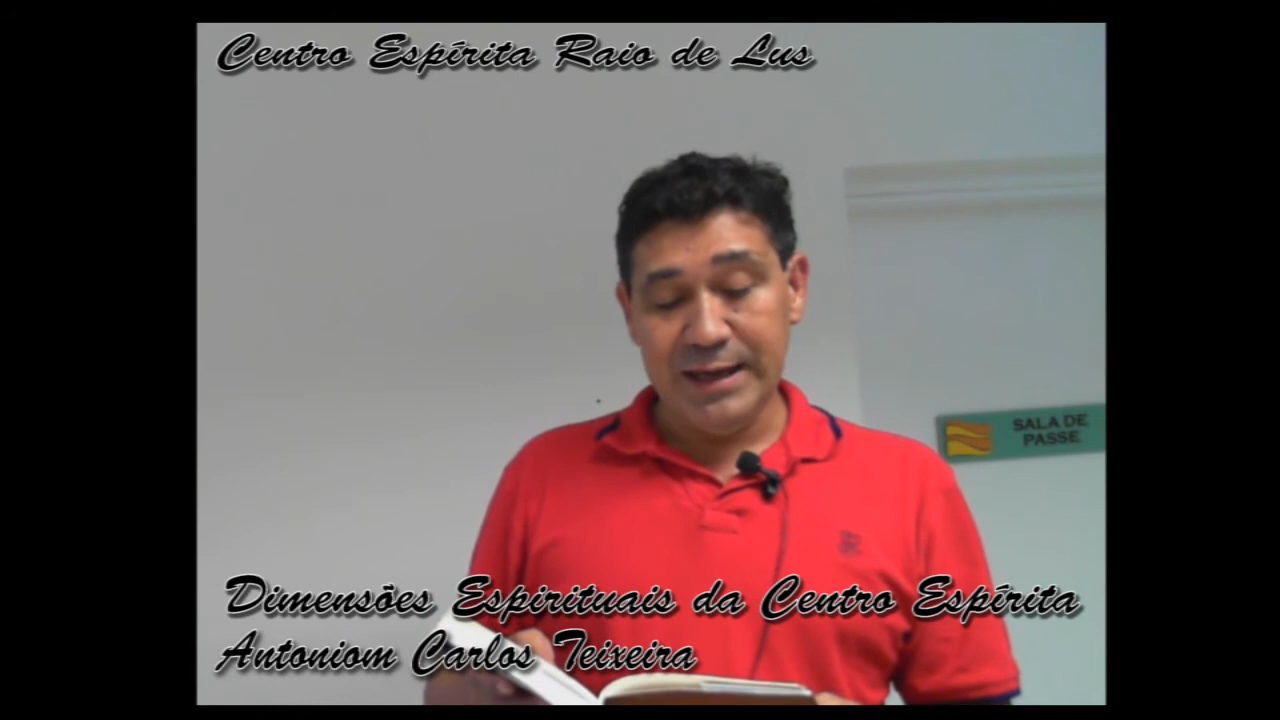 Centro Espírita Raio de Lus
SALA DE
PASSE
Dimensões Espirituais da Centro Espírita
Antoniom Carlos Teixeira